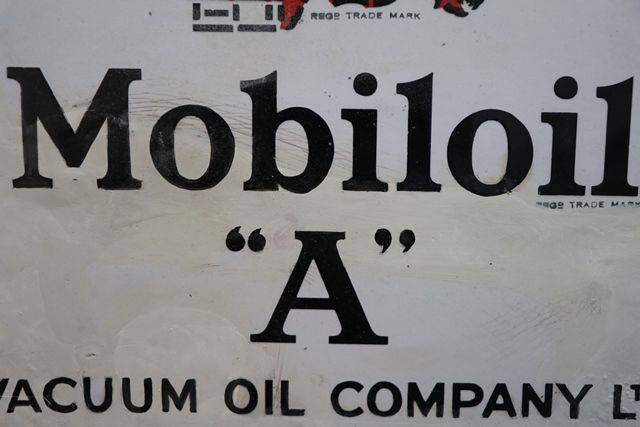 REGD TRADE MARK
Mobiloil
REGD TRADE MARK
“A”
VACUUM OIL COMPANY LT